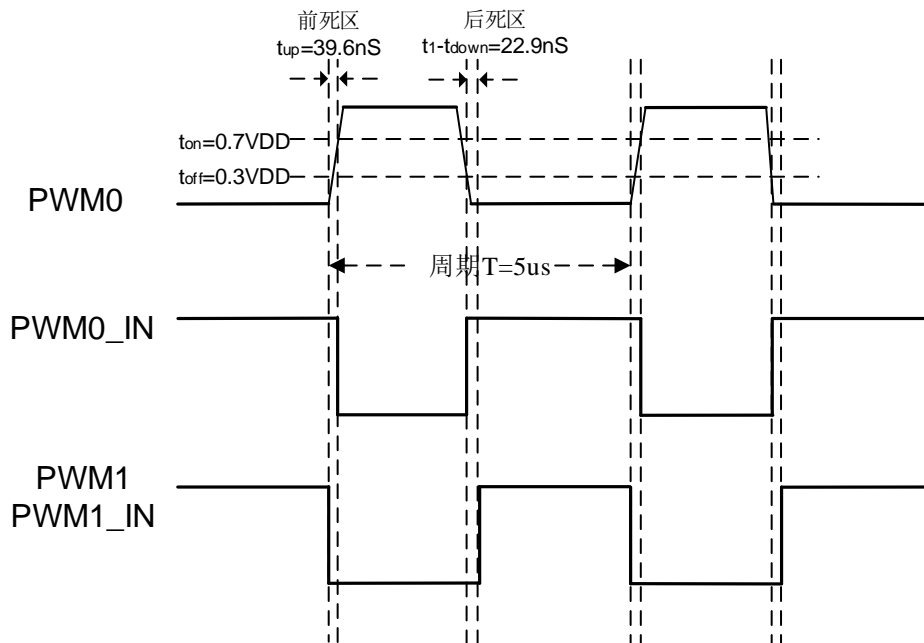 前死区
tup=39.6nS
后死区
t1-tdown=22.9nS
ton=0.7VDD
toff=0.3VDD
PWM0
周期T=5us
PWM0_IN
PWM1
PWM1_IN